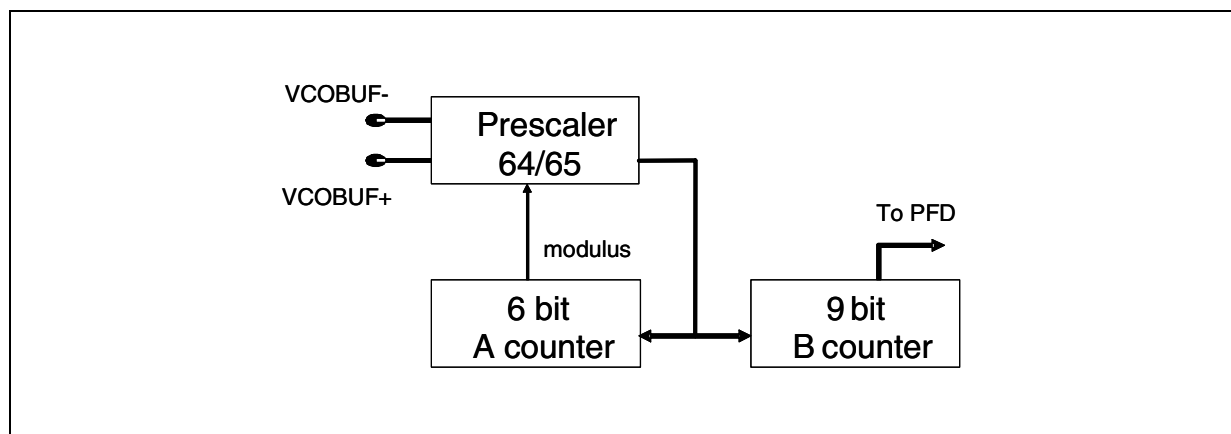 VCOBUF-
Prescaler
64/65
VCOBUF+
To PFD
modulus
6 bit
A counter
9 bit
B counter